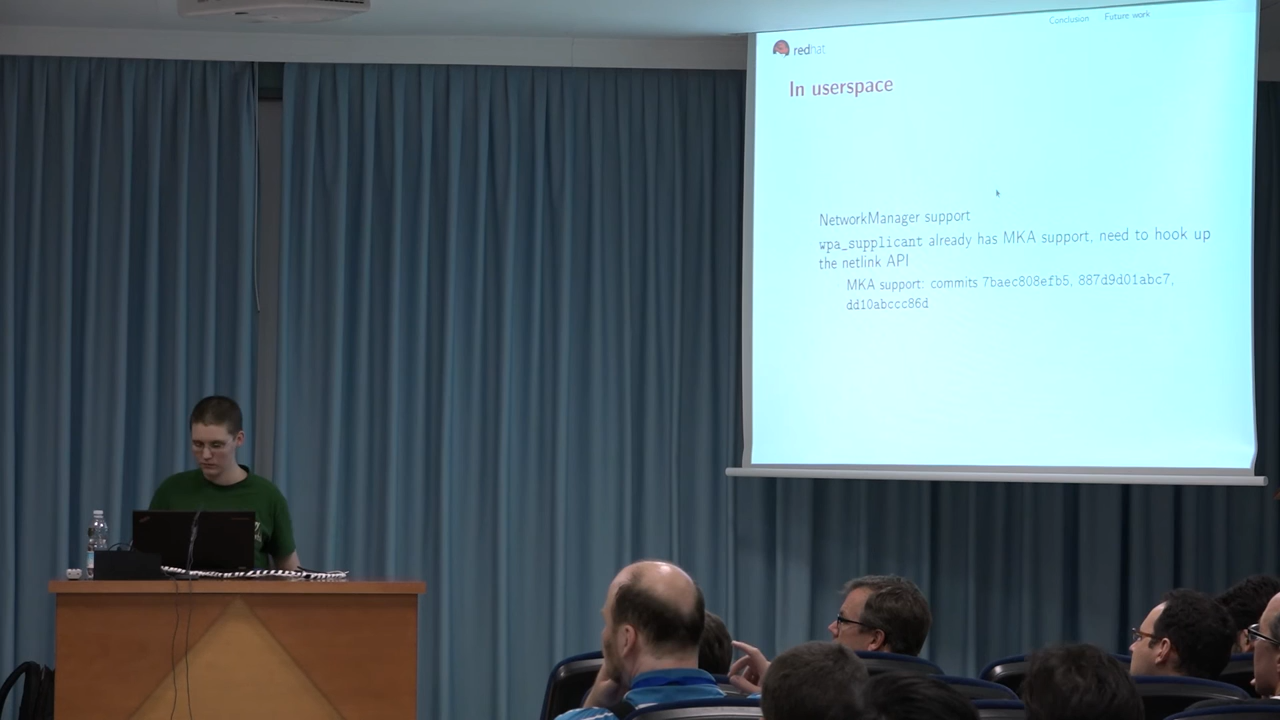 Conclusion Future work
redhat
In userspace
NetworkManager support
wpa_supplicant already has MKA support, need to hook up
the netlink API
MKA support: commits 7baec808efb5, 887d9d01abc7,
dd10abccc86d